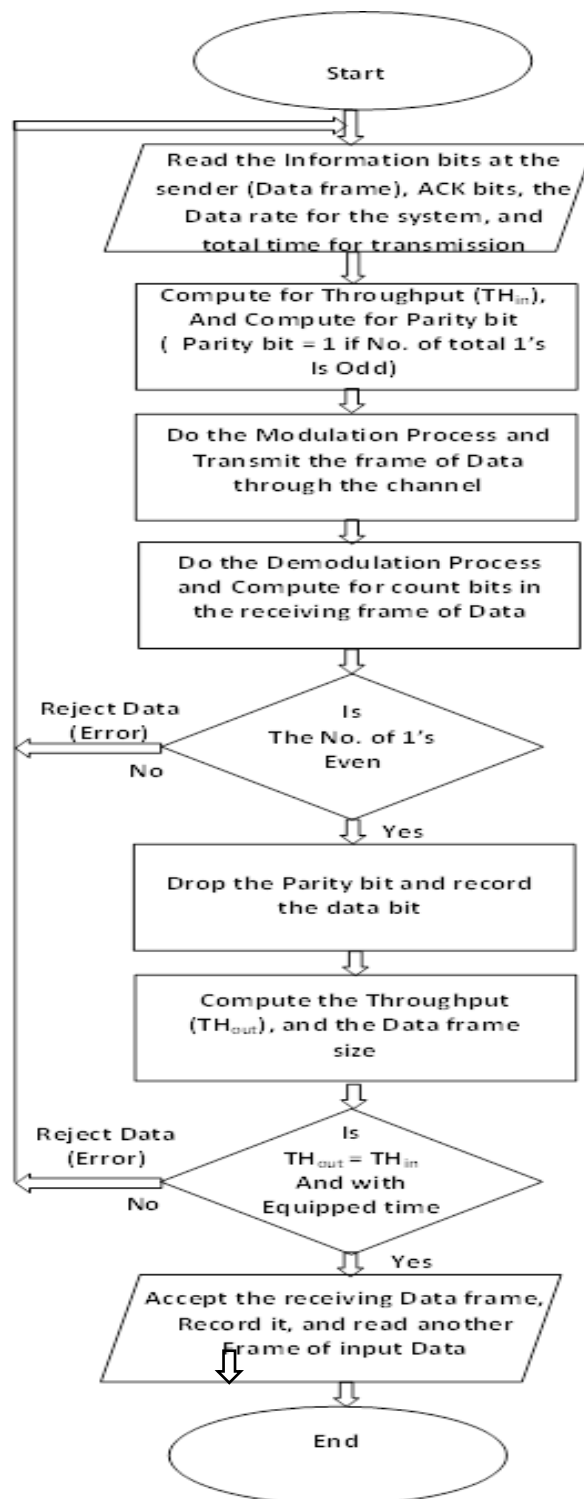 Start
Read the Information bits at the
sender (Data frame), ACK bits, the
Data rate for the system, and
total time for transmission
Compute for Throughput (THin),
And Compute for Parity bit
( Parity bit = 1 if No. of total 1's
Is Odd)
Do the Modulation Process and
Transmit the frame of Data
through the channel
Do the Demodulation Process
and Compute for count bits in
the receiving frame of Data
Is
The No. of 1's
Even
Reject Data
(Error)
No
Yes
Drop the Parity bit and record
the data bit
Compute the Throughput
(THout), and the Data frame
size
Is
THout = THin
And with
Equipped time
Reject Data
(Error)
No
Yes
Accept the receiving Data frame,
Record it, and read another
Frame of input Data
End